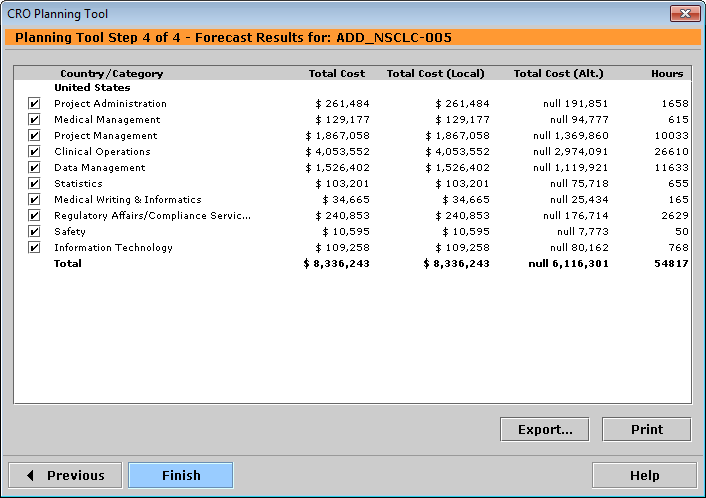 CRO Planning Tool
Planning Tool Step 4 of 4 - Forecast Results for: ADD_NSCLC-005
Country/Category Total Cost Total Cost (Local) Total Cost (Alt.) Hours
United States
Project Administration $ 261,484 $ 261,484 null 191,851 1658
Medical Management $ 129,177 $ 129,177 null 94,777 615
Project Management $ 1,867,058 $ 1,867,058 null 1,369,860 10033
Clinical Operations $ 4,053,552 $ 4,053,552 null 2,974,091 26610
Data Management $ 1,526,402 $ 1,526,402 null 1,119,921 11633
Statistics $ 103,201 $ 103,201 null 75,718 655
Medical Writing & Informatics $ 34,665 $ 34,665 null 25,434 165
Regulatory Affairs/Compliance Servic... $ 240,853 $ 240,853 null 176,714 2629
Safety $ 10,595 $ 10,595 null 7,773 50
Information Technology $ 109,258 $ 109,258 null 80,162 768
Total $ 8,336,243 $ 8,336,243 null 6,116,301 54817
Export... Print
Previous Finish Help